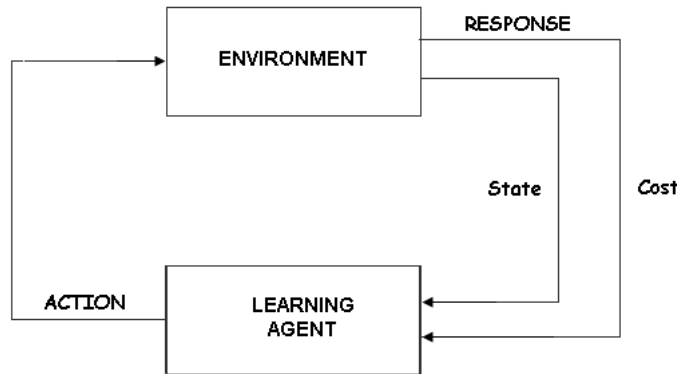 RESPONSE
ENVIRONMENT
State
Cost
ACTION
LEARNING
AGENT